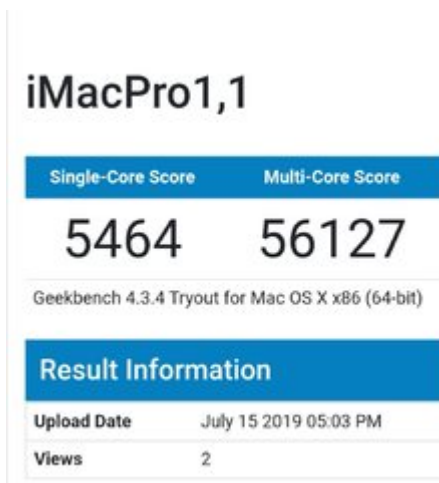 iMacPro1,1
Single-Core Score Multi-Core Score
5464 56127
Geekbench 4.3.4 Tryout for Mac OS X x86 (64-bit)
Result Information
Upload Date July 15 2019 05:03 PM
Views 2